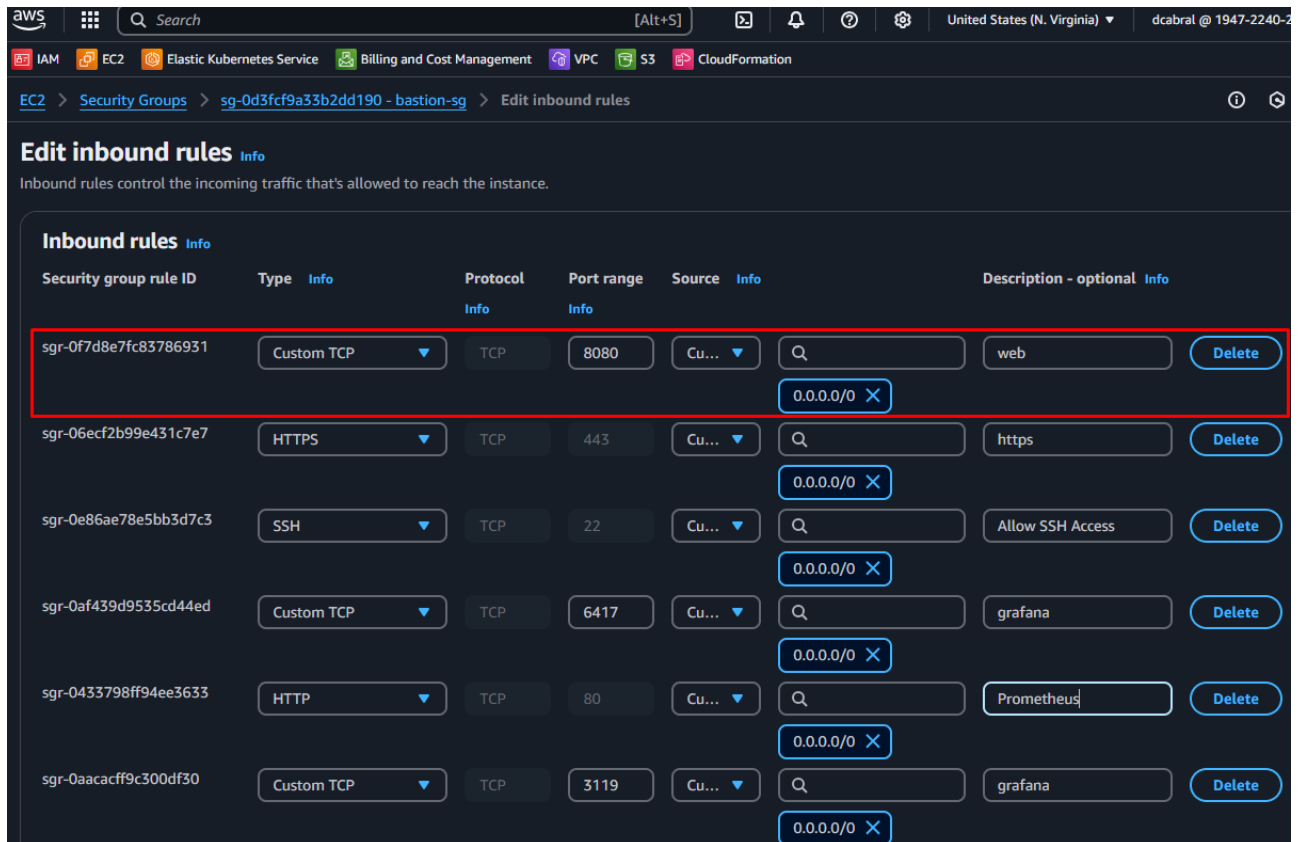 aws Search [Alt+S] United States (N. Virginia) dcabral @ 1947-2240-2
IAM EC2 Elastic Kubernetes Service Billing and Cost Management VPC S3 CloudFormation
EC2 > Security Groups > sg-0d3fcf9a33b2dd190 - bastion-sg > Edit inbound rules
Edit inbound rules Info
Inbound rules control the incoming traffic that's allowed to reach the instance.
Inbound rules Info
Security group rule ID Type Info Protocol Port range Source Info Description - optional Info
Info Info
sgr-0f7d8e7fc83786931 Custom TCP TCP 8080 Cu... web Delete
0.0.0.0/0
sgr-06ecf2b99e431c7e7 HTTPS TCP 443 Cu... https Delete
0.0.0.0/0
sgr-0e86ae78e5bb3d7c3 SSH TCP 22 Cu... Allow SSH Access Delete
0.0.0.0/0
sgr-0af439d9535cd44ed Custom TCP TCP 6417 Cu... grafana Delete
0.0.0.0/0
sgr-0433798ff94ee3633 HTTP TCP 80 Cu... Prometheus Delete
0.0.0.0/0
sgr-0aacacff9c300df30 Custom TCP TCP 3119 Cu... grafana Delete
0.0.0.0/0